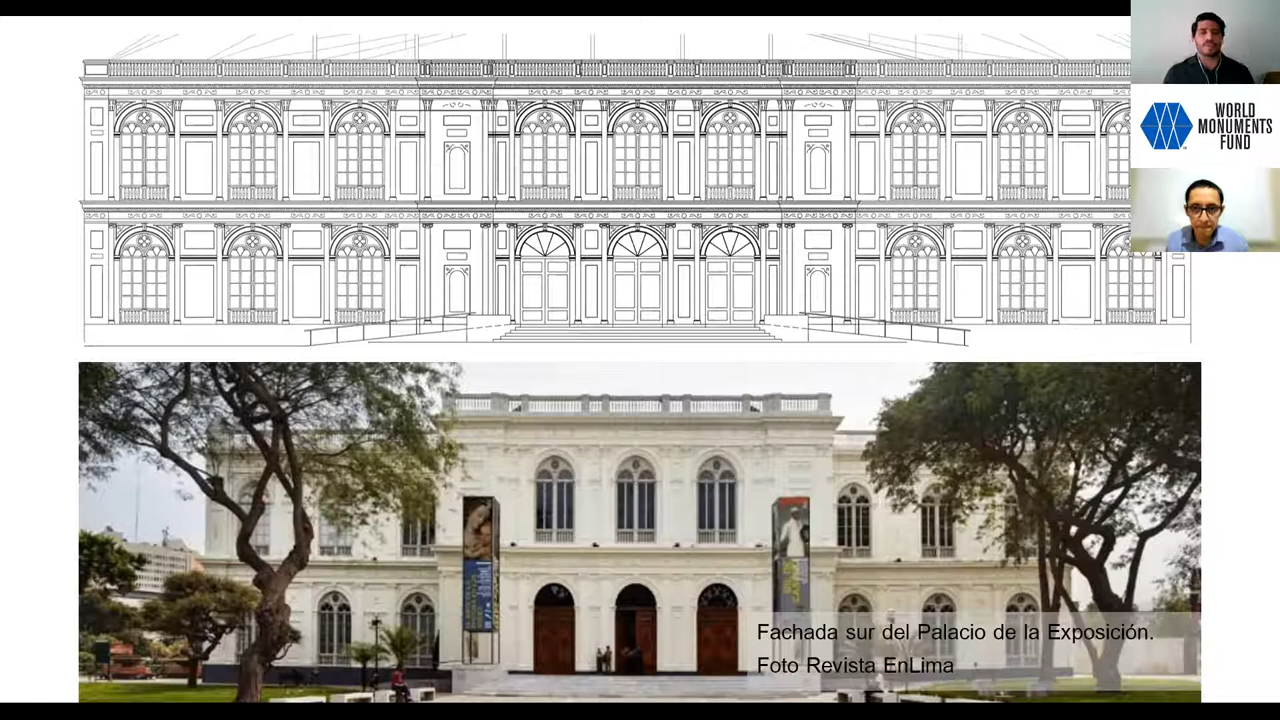 WORLD
MONUMENTS
FUND
Fachada sur del Palacio de la Exposición.
Foto Revista EnLima